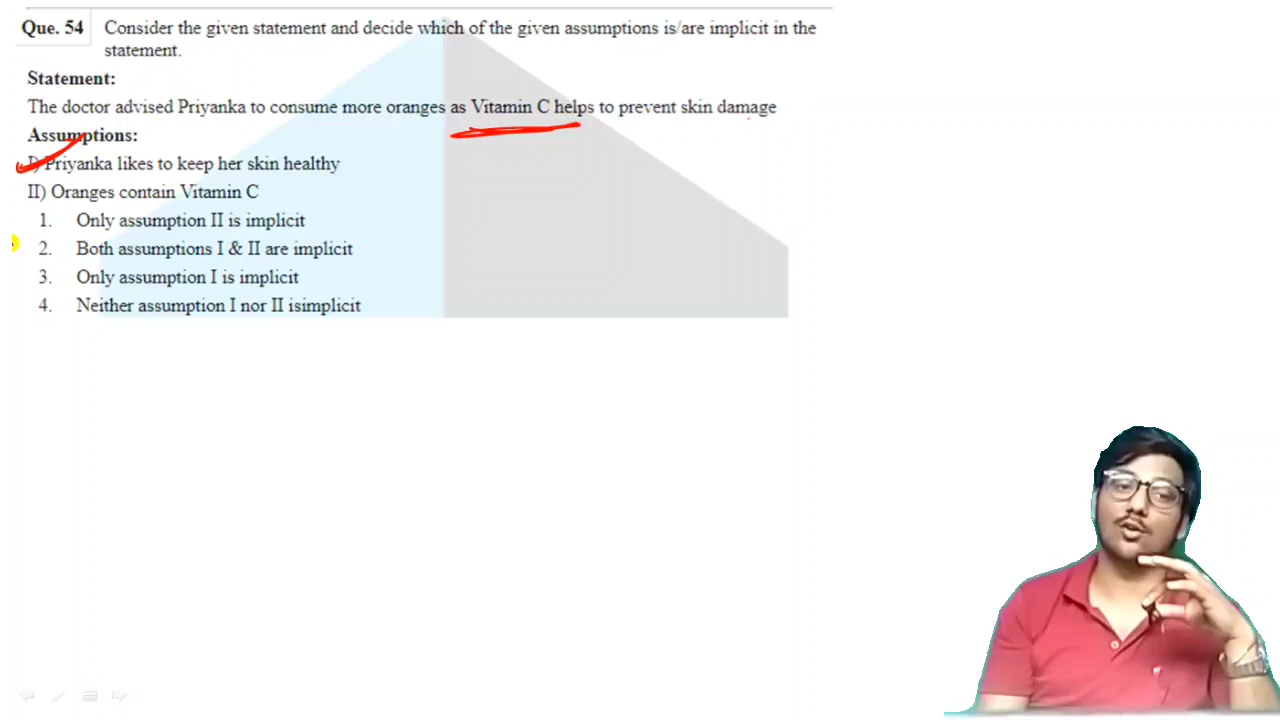 Que. 54 Consider the given statement and decide which of the given assumptions is/are implicit in the
statement.
Statement:
The doctor advised Priyanka to consume more oranges as Vitamin C helps to prevent skin damage
Assumptions:
I) Priyanka likes to keep her skin healthy
II) Oranges contain Vitamin C
1. Only assumption II is implicit
2. Both assumptions I & II are implicit
3. Only assumption I is implicit
4. Neither assumption I nor II isimplicit